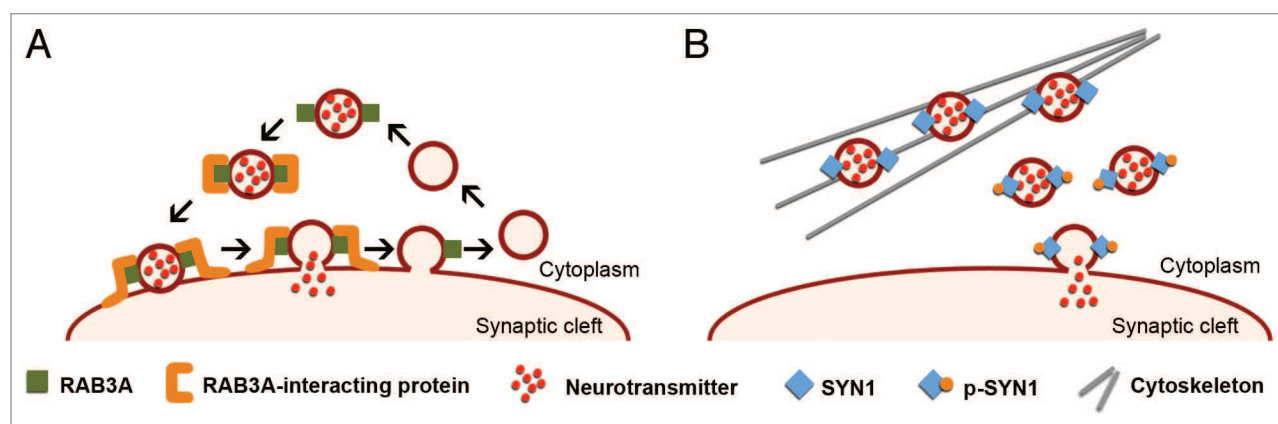 A
B
Cytoplasm
Synaptic cleft
Cytoplasm
Synaptic cleft
RAB3A
RAB3A-interacting protein
Neurotransmitter
SYN1
p-SYN1
Cytoskeleton